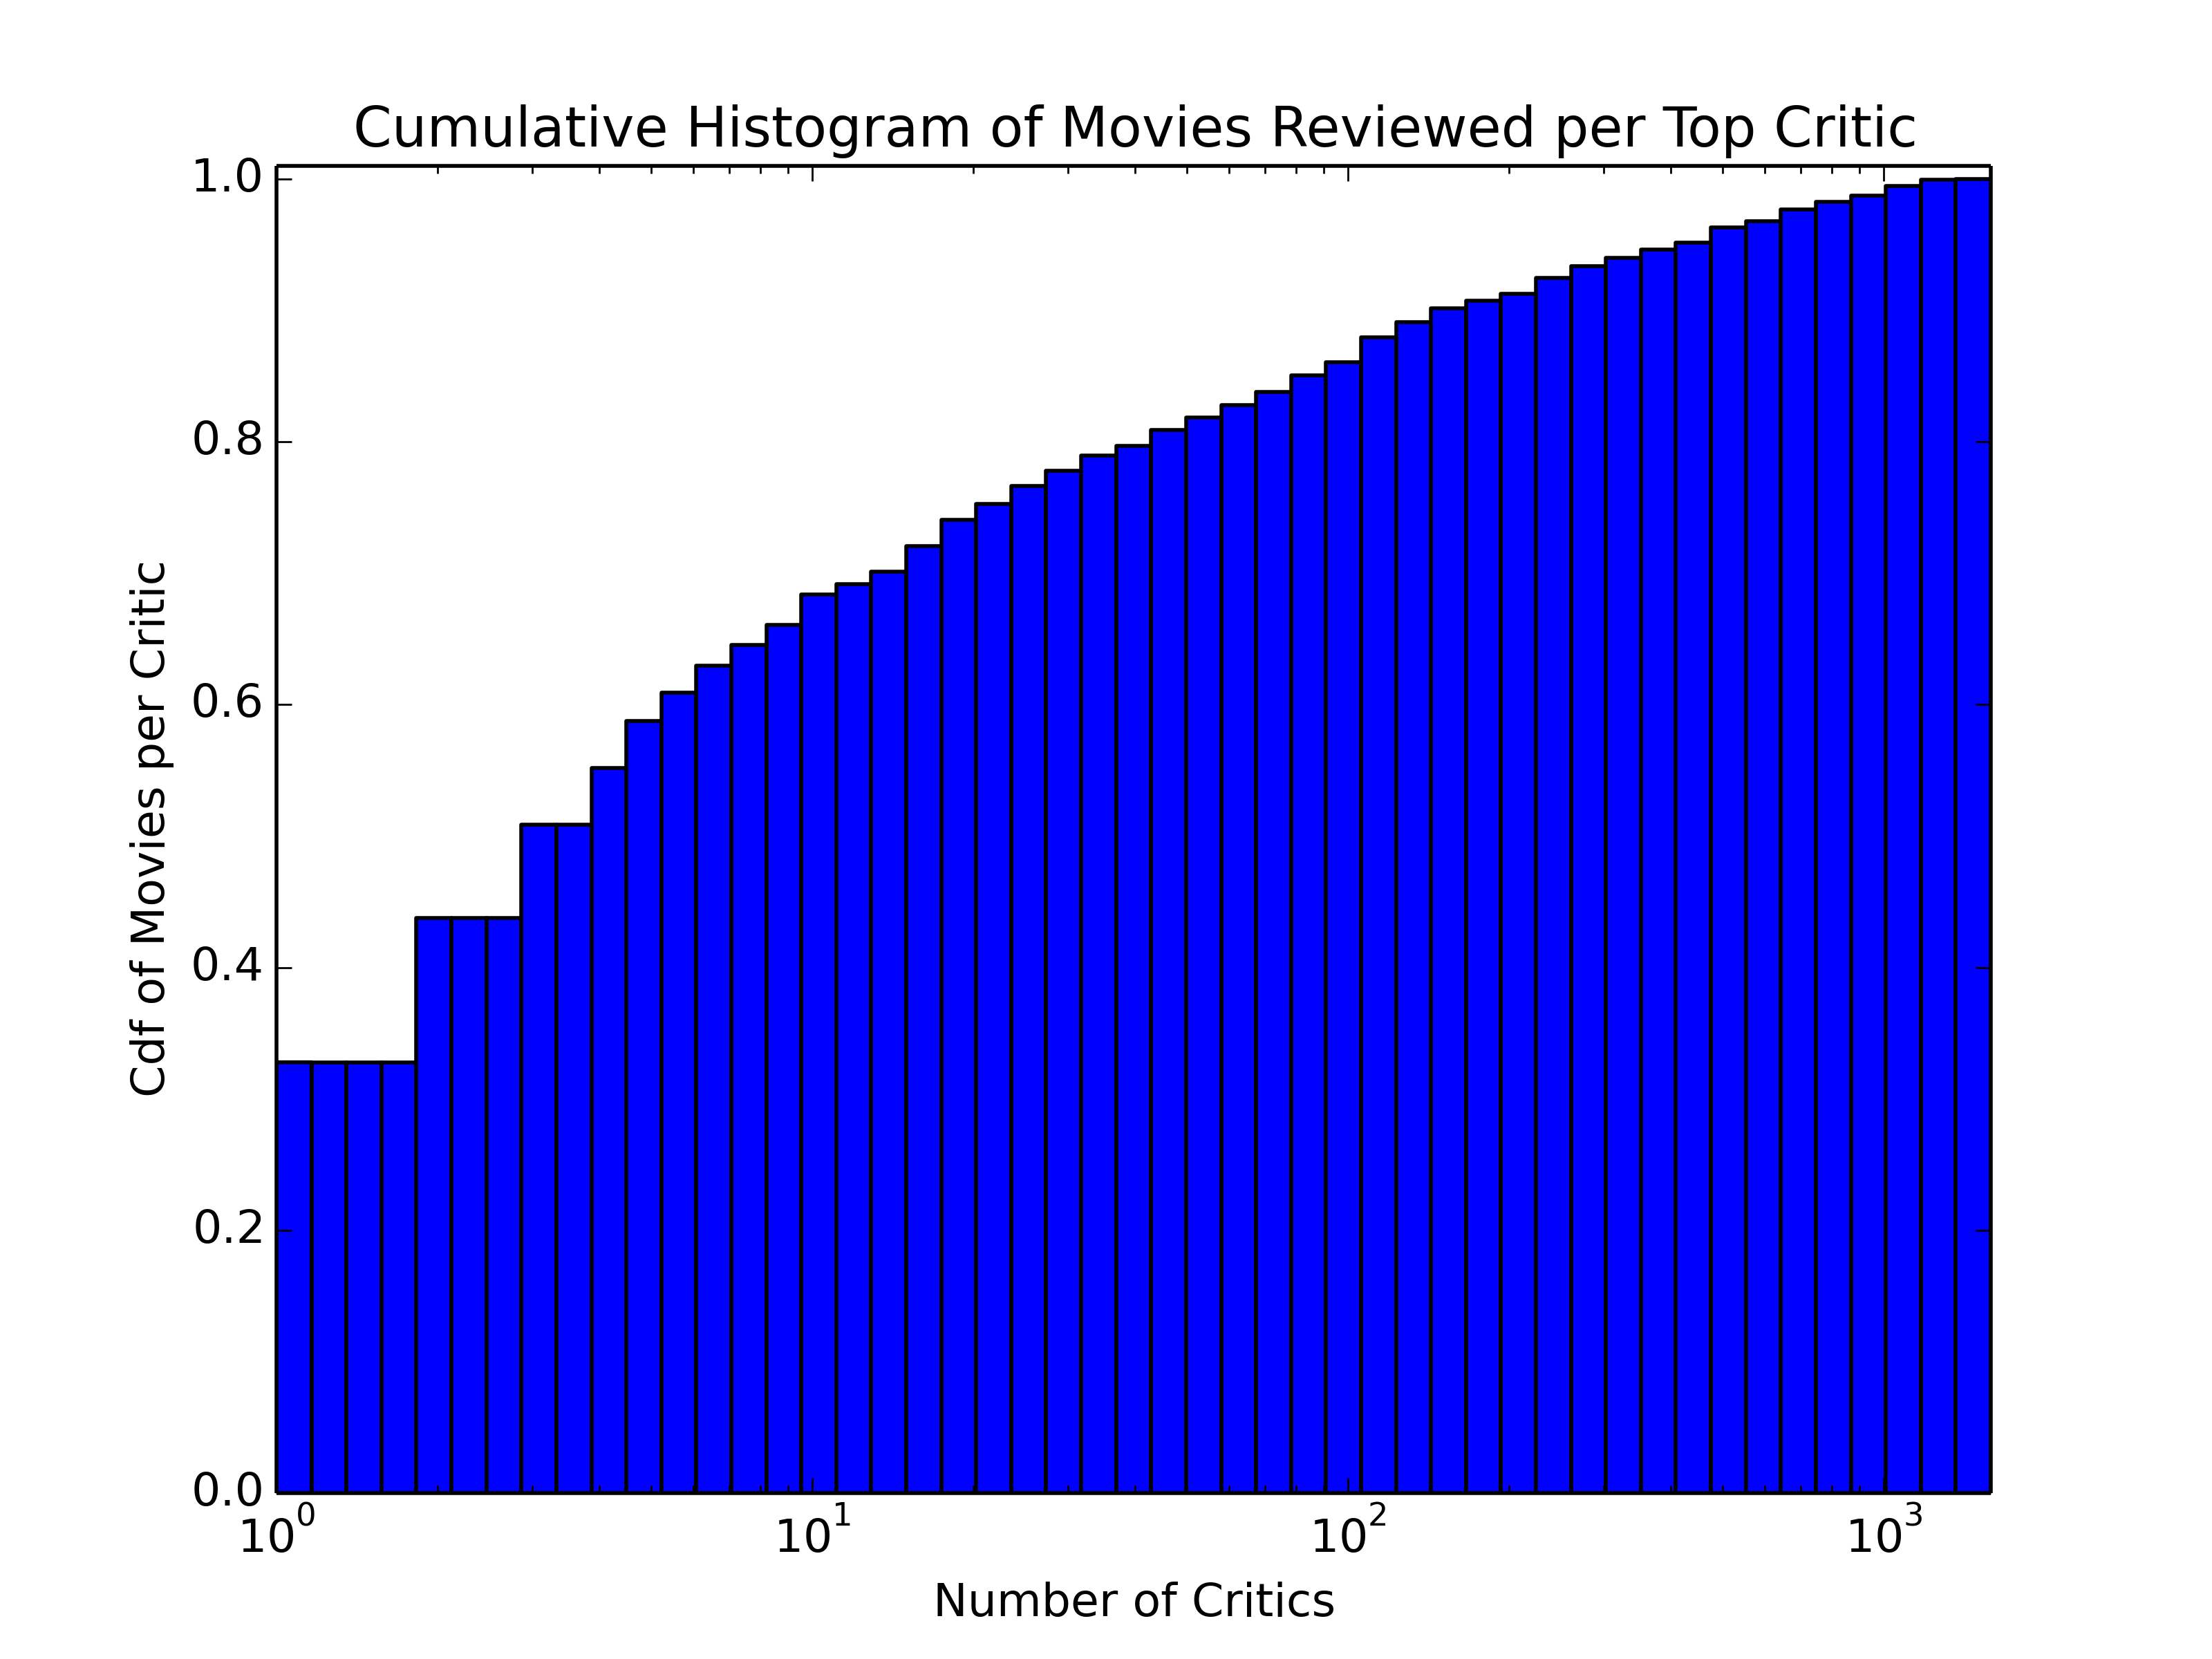 Cumulative Histogram of Movies Reviewed per Top Critic
1.0
0.8
0.6
0.4
0.2
0.0
Cdf of Movies per Critic
10^0 10^1 10^2 10^3
Number of Critics